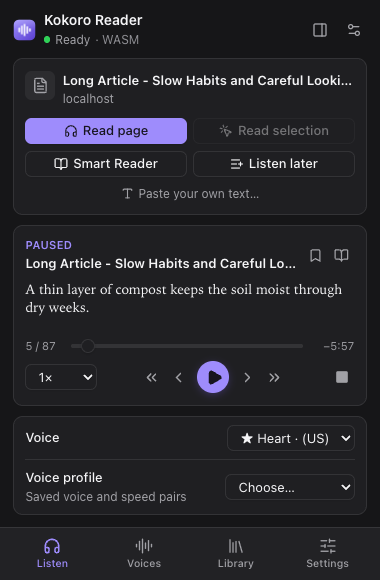 Kokoro Reader
Ready · WASM
Long Article - Slow Habits and Careful Looki...
localhost
Read page
Read selection
Smart Reader
Listen later
Paste your own text...
PAUSED
Long Article - Slow Habits and Careful Lo...
A thin layer of compost keeps the soil moist through
dry weeks.
5 / 87
−5:57
1×
Voice
★ Heart · (US)
Voice profile
Saved voice and speed pairs
Choose...
Listen
Voices
Library
Settings